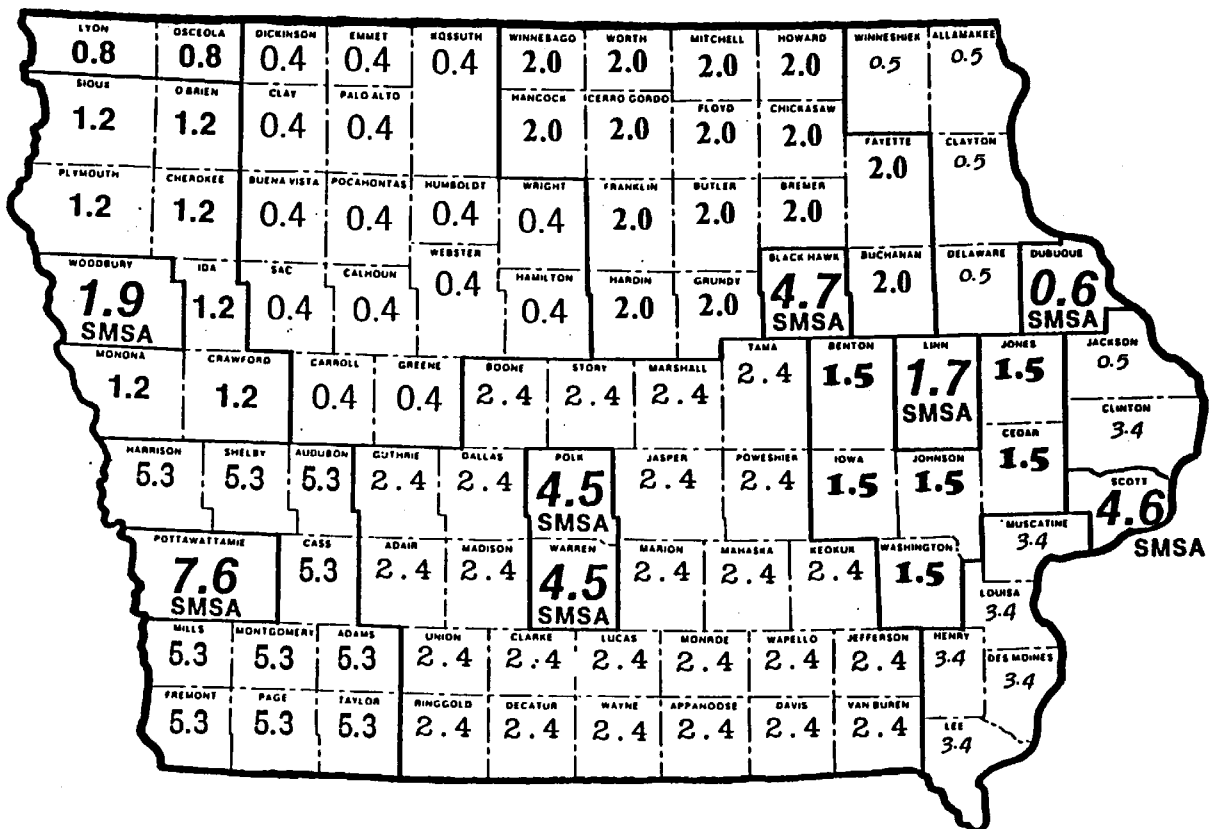 LYON OSCEOLA DICKINSON EMMET KOSSUTH WINNEBAGO WORTH MITCHELL HOWARD WINNESHIEK ALLAMAKEE
0.8 0.8 0.4 0.4 0.4 2.0 2.0 2.0 2.0 0.5 0.5
SIOUX O BRIEN CLAY PALO ALTO HANCOCK CERRO GORDO FLOYD CHICKASAW
1.2 1.2 0.4 0.4 2.0 2.0 2.0 2.0
FAYETTE CLAYTON
2.0 0.5
PLYMOUTH CHEROKEE BUENA VISTA POCAHONTAS HUMBOLDT WRIGHT FRANKLIN BUTLER BREMER
1.2 1.2 0.4 0.4 0.4 0.4 2.0 2.0 2.0
WOODBURY IDA SAC CALHOUN WEBSTER HAMILTON HARDIN GRUNDY BLACK HAWK BUCHANAN DELAWARE DUBUQUE
1.9 1.2 0.4 0.4 0.4 0.4 2.0 2.0 4.7 2.0 0.5 0.6
SMSA SMSA SMSA
MONONA CRAWFORD CARROLL GREENE BOONE STORY MARSHALL TAMA BENTON LINN JONES JACKSON
1.2 1.2 0.4 0.4 2.4 2.4 2.4 2.4 1.5 1.7 1.5 0.5
SMSA
CLINTON
3.4
HARRISON SHELBY AUDUBON GUTHRIE DALLAS POLK JASPER POWESHIEK IOWA JOHNSON CEDAR SCOTT
5.3 5.3 5.3 2.4 2.4 4.5 2.4 2.4 1.5 1.5 1.5 4.6
SMSA SMSA
POTTAWATTAMIE CASS ADAIR MADISON WARREN MARION MAHASKA KEOKUK WASHINGTON MUSCATINE
7.6 5.3 2.4 2.4 4.5 2.4 2.4 2.4 1.5 3.4
SMSA SMSA
LOUISA
3.4
MILLS MONTGOMERY ADAMS UNION CLARKE LUCAS MONROE WAPELLO JEFFERSON HENRY DES MOINES
5.3 5.3 5.3 2.4 2.4 2.4 2.4 2.4 2.4 3.4 3.4
FREMONT PAGE TAYLOR RINGGOLD DECATUR WAYNE APPANOOSE DAVIS VAN BUREN LEE
5.3 5.3 5.3 2.4 2.4 2.4 2.4 2.4 2.4 3.4